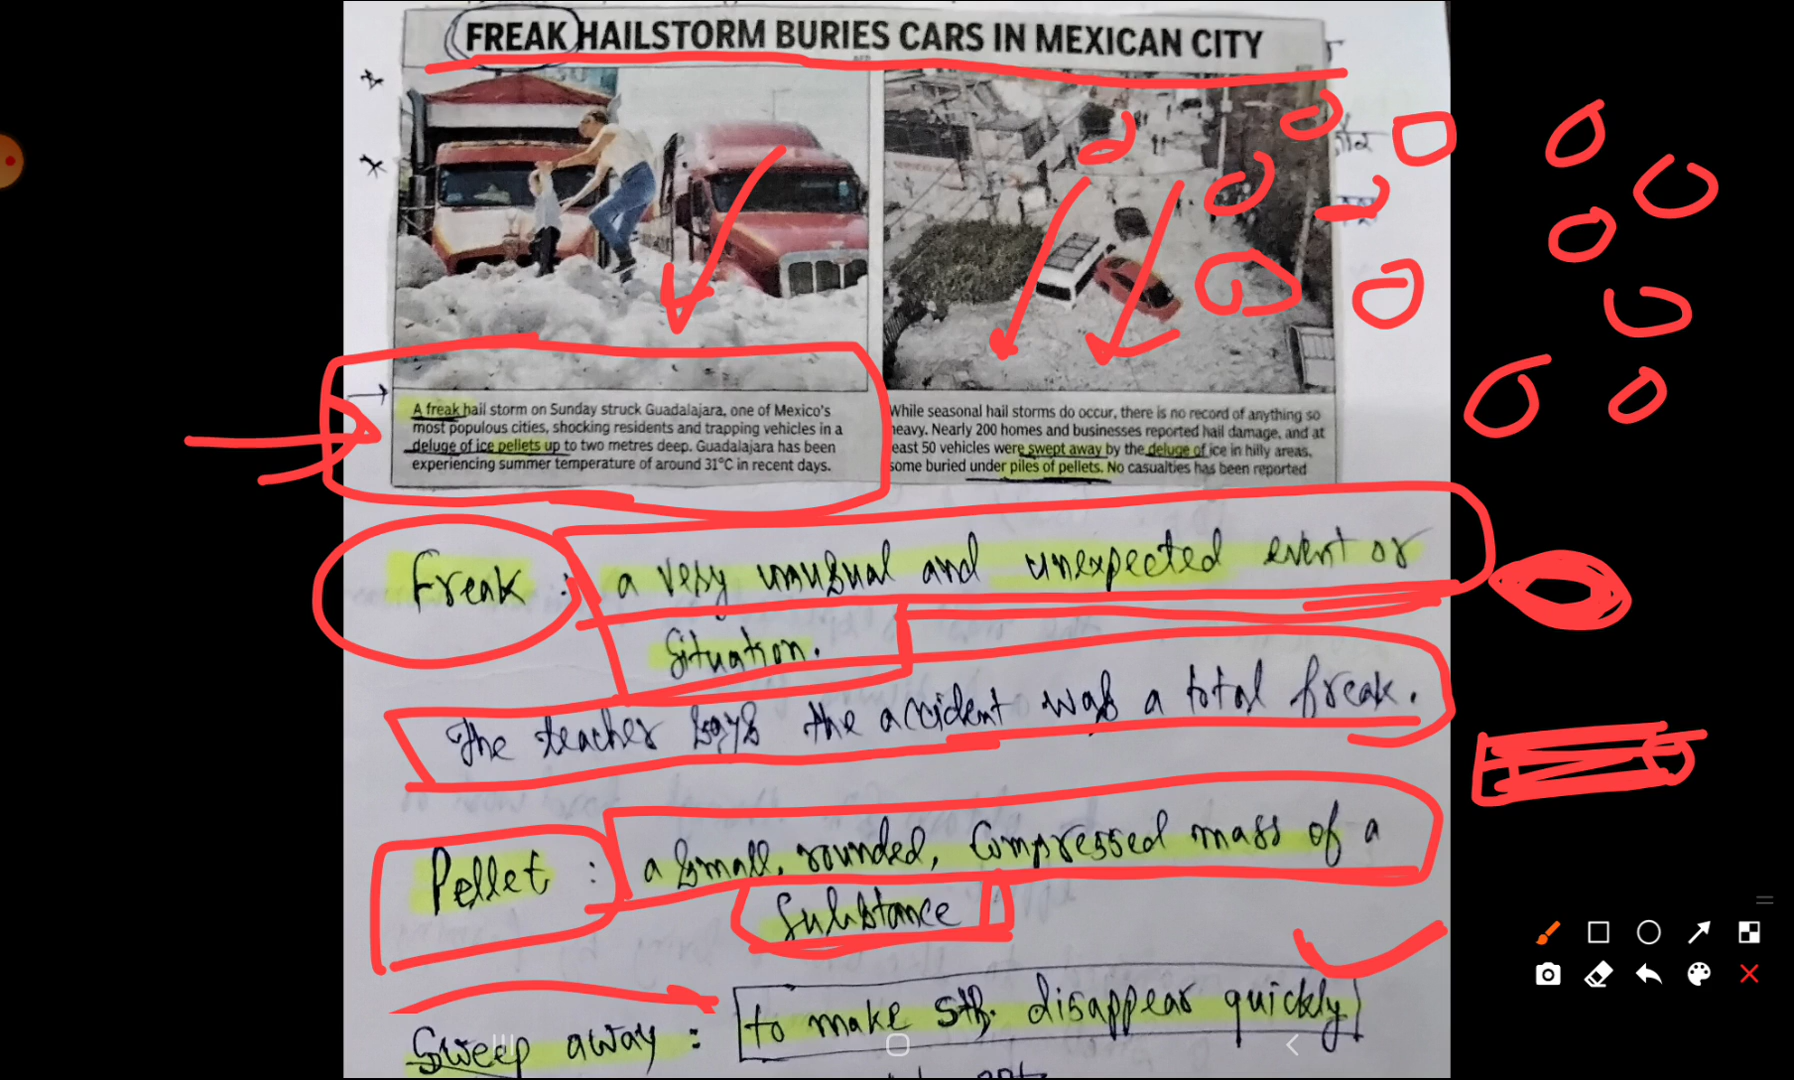 FREAK HAILSTORM BURIES CARS IN MEXICAN CITY
A freak hail storm on Sunday struck Guadalajara, one of Mexico's
most populous cities, shocking residents and trapping vehicles in a
deluge of ice pellets up to two metres deep. Guadalajara has been
experiencing summer temperature of around 31°C in recent days.
While seasonal hail storms do occur, there is no record of anything so
heavy. Nearly 200 homes and businesses reported hail damage, and at
least 50 vehicles were swept away by the deluge of ice in hilly areas,
some buried under piles of pellets. No casualties has been reported
Freak : a very unusual and unexpected event or
situation.
The teacher says the accident was a total freak.
Pellet : a small, rounded, compressed mass of a
substance
Sweep away : to make sth. disappear quickly